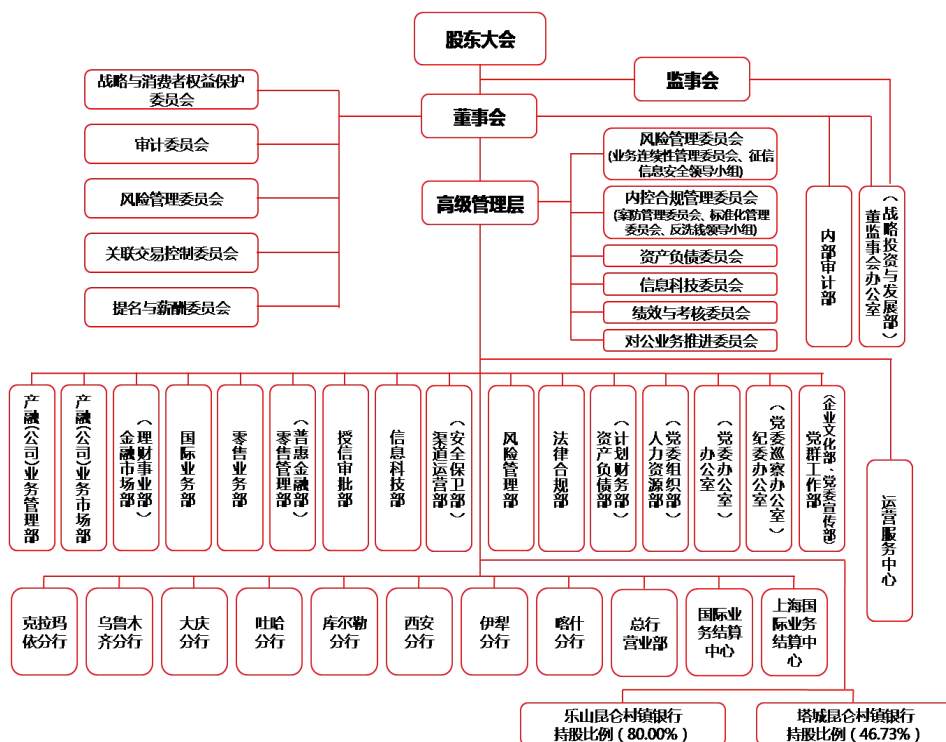 股东大会
监事会
董事会
高级管理层
战略与消费者权益保护
委员会
审计委员会
风险管理委员会
关联交易控制委员会
提名与薪酬委员会
风险管理委员会
(业务连续性管理委员会、征信
信息安全领导小组)
内控合规管理委员会
(案防管理委员会、标准化管理
委员会、反洗钱领导小组)
资产负债委员会
信息科技委员会
绩效与考核委员会
对公业务推进委员会
内部审计部
董监事会办公室
（战略投资与发展部）
产融(公司)业务管理部
产融(公司)业务市场部
金融市场部
（理财事业部）
国际业务部
零售业务部
零售管理部
（普惠金融部）
授信审批部
信息科技部
渠道运营部
（安全保卫部）
风险管理部
法律合规部
资产负债部
（计划财务部）
人力资源部
（党委组织部）
办公室
（党委办公室）
纪委办公室
（党委巡察办公室）
党群工作部
（企业文化部、党委宣传部）
运营服务中心
克拉玛
依分行
乌鲁木
齐分行
大庆
分行
吐哈
分行
库尔勒
分行
西安
分行
伊犁
分行
喀什
分行
总行
营业部
国际业
务结算
中心
上海国
际业务
结算中心
乐山昆仑村镇银行
持股比例（80.00%）
塔城昆仑村镇银行
持股比例（46.73%）